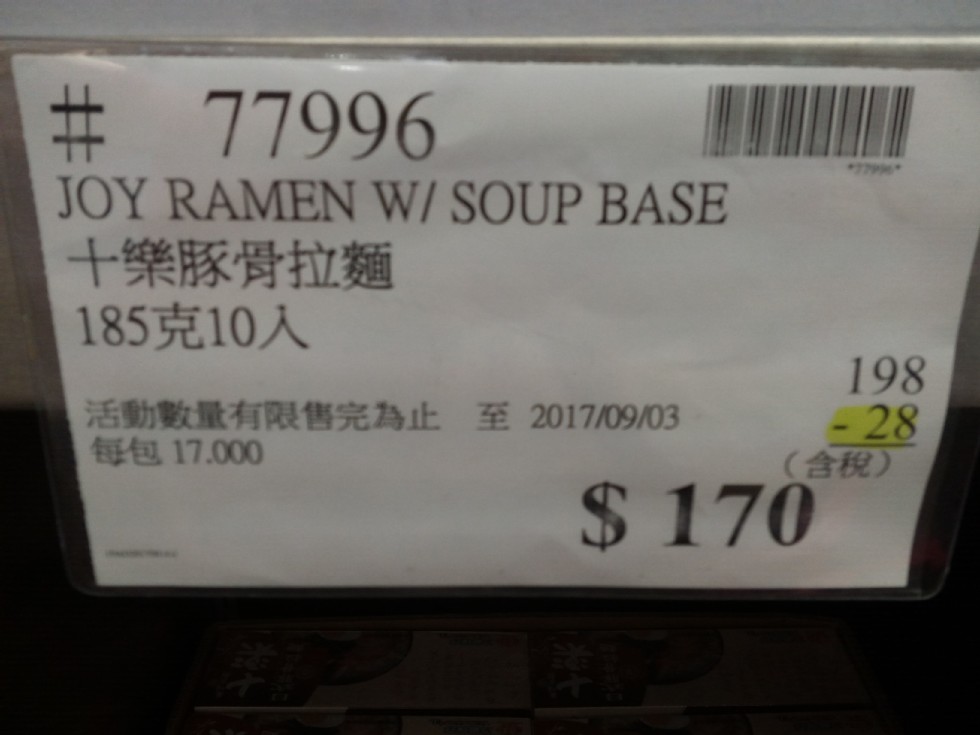 # 77996
*77996*
JOY RAMEN W/ SOUP BASE
十樂豚骨拉麵
185克10入
198
活動數量有限售完為止 至 2017/09/03
- 28
每包 17.000
(含稅)
$ 170